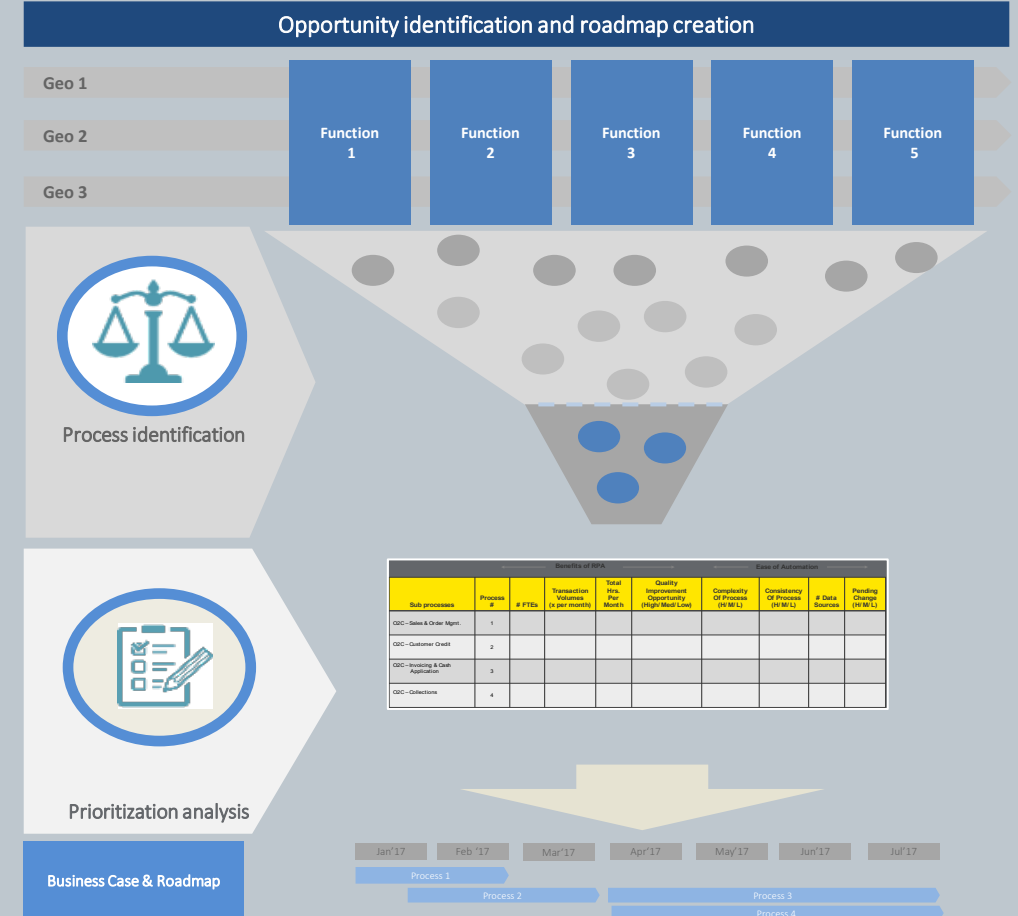 Opportunity identification and roadmap creation
Geo 1
Geo 2
Geo 3
Function
1
Function
2
Function
3
Function
4
Function
5
Process identification
Benefits of RPA
Ease of Automation
Sub processes
Process
#
# FTEs
Transaction
Volumes
(x per month)
Total
Hrs.
Per
Month
Quality
Improvement
Opportunity
(High/Med/Low)
Complexity
Of Process
(H/M/L)
Consistency
Of Process
(H/M/L)
# Data
Sources
Pending
Change
(H/M/L)
O2C – Sales & Order Mgmt.
1
O2C – Customer Credit
2
O2C – Invoicing & Cash
Application
3
O2C – Collections
4
Prioritization analysis
Business Case & Roadmap
Jan'17
Feb '17
Mar'17
Apr'17
May'17
Jun'17
Jul'17
Process 1
Process 2
Process 3
Process 4